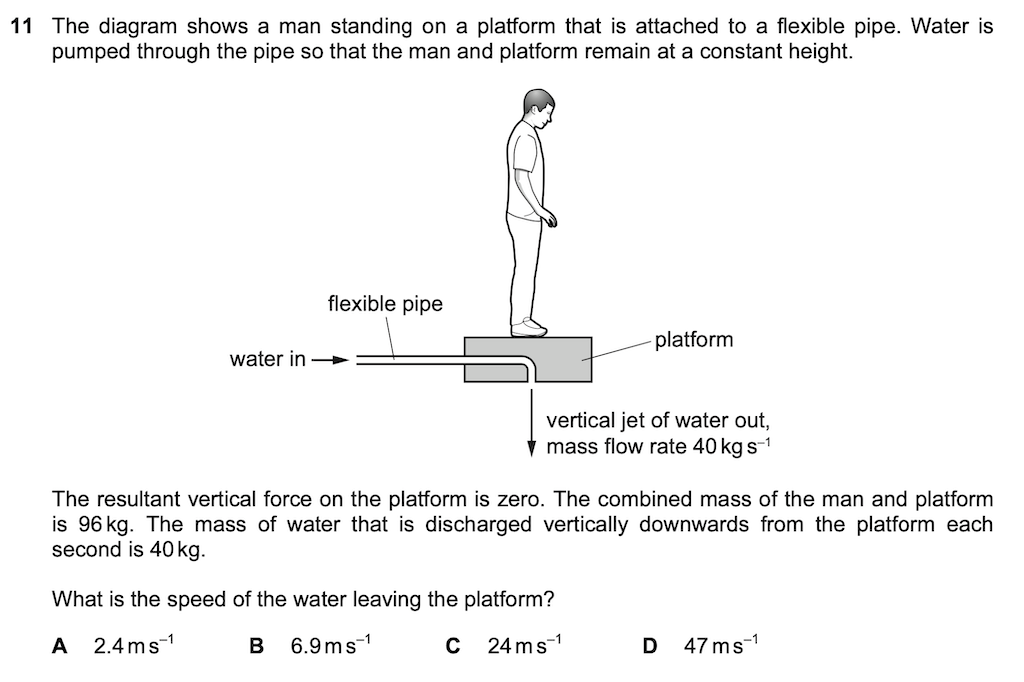 11 The diagram shows a man standing on a platform that is attached to a flexible pipe. Water is
pumped through the pipe so that the man and platform remain at a constant height.
flexible pipe
platform
water in
vertical jet of water out,
mass flow rate 40 kg s⁻¹
The resultant vertical force on the platform is zero. The combined mass of the man and platform
is 96 kg. The mass of water that is discharged vertically downwards from the platform each
second is 40 kg.
What is the speed of the water leaving the platform?
A 2.4 m s⁻¹ B 6.9 m s⁻¹ C 24 m s⁻¹ D 47 m s⁻¹